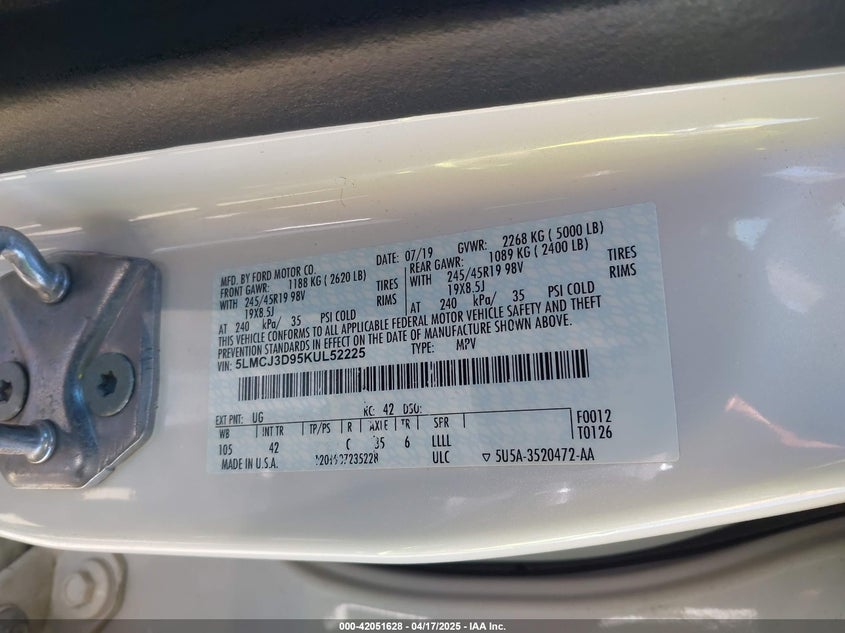 MFD. BY FORD MOTOR CO. DATE: 07/19 GVWR: 2268 KG ( 5000 LB)
FRONT GAWR: 1188 KG ( 2620 LB) REAR GAWR: 1089 KG ( 2400 LB)
WITH 245/45R19 98V WITH 245/45R19 98V TIRES
19X8.5J 19X8.5J RIMS
AT 240 kPa/ 35 PSI COLD AT 240 kPa/ 35 PSI COLD
THIS VEHICLE CONFORMS TO ALL APPLICABLE FEDERAL MOTOR VEHICLE SAFETY AND THEFT
PREVENTION STANDARDS IN EFFECT ON THE DATE OF MANUFACTURE SHOWN ABOVE.
VIN: 5LMCJ3D95KUL52225 TYPE: MPV
EXT PNT: UG RC: 42 DSO: F0012
WB INT TR TP/PS R AXLE TR SPR T0126
105 42 C 35 6 LLLL
MADE IN U.S.A. ULC 5U5A-3520472-AA
000-42051628 - 04/17/2025 - IAA Inc.